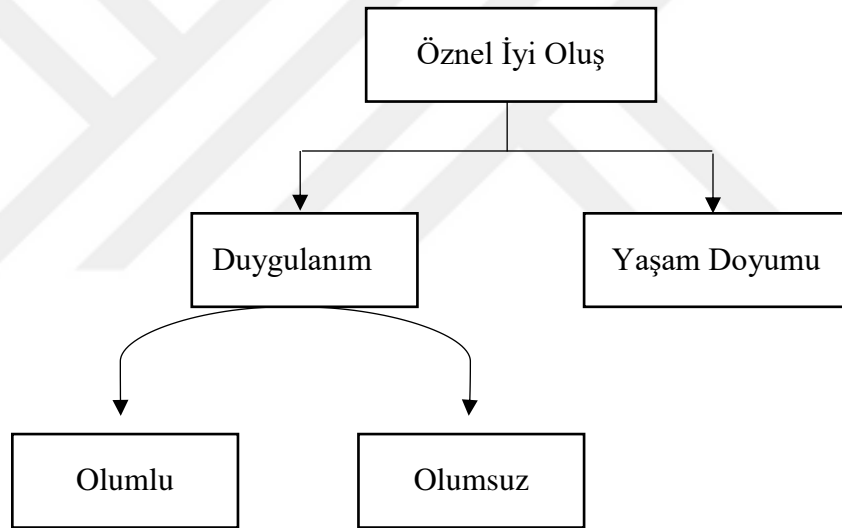 Öznel İyi Oluş
Duygulanım
Yaşam Doyumu
Olumlu
Olumsuz